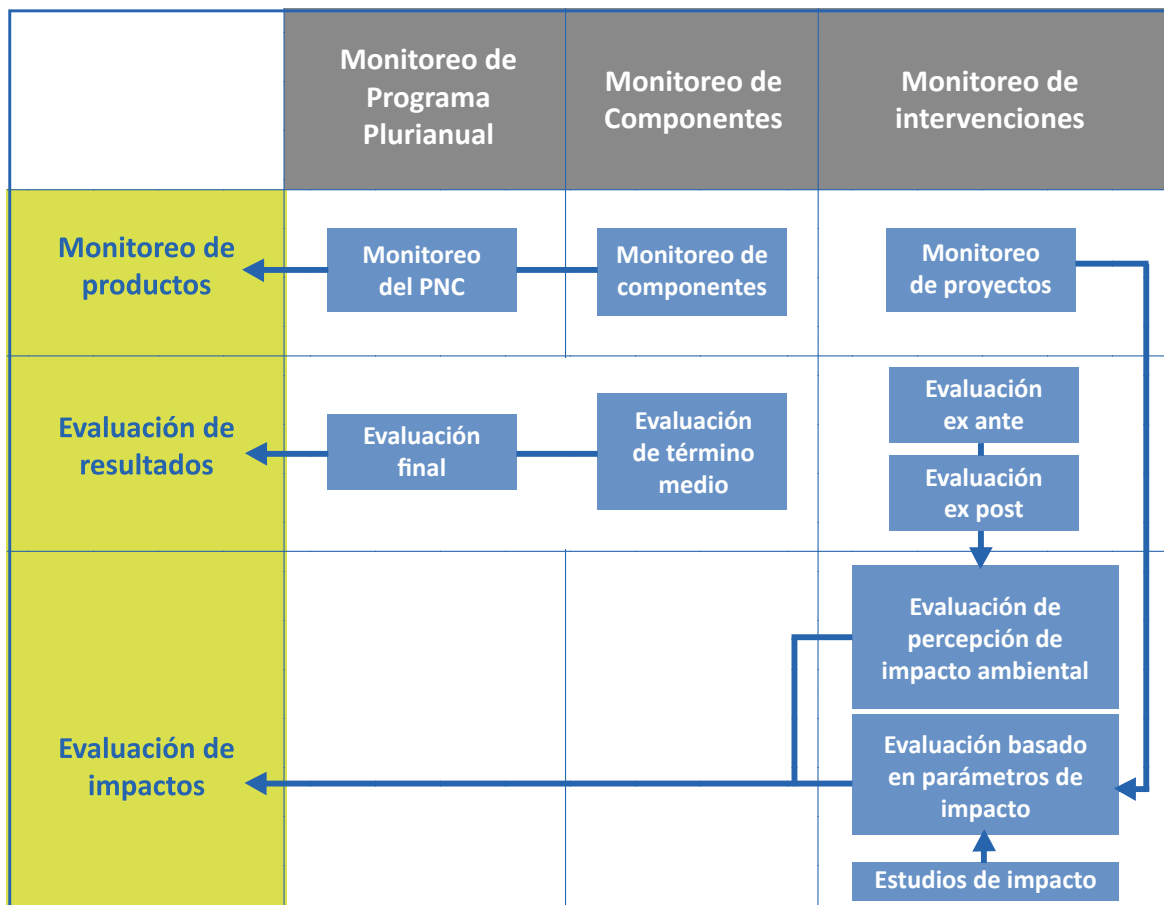 Monitoreo de
Programa
Plurianual
Monitoreo de
Componentes
Monitoreo de
intervenciones
Monitoreo de
productos
Monitoreo
del PNC
Monitoreo de
componentes
Monitoreo
de proyectos
Evaluación de
resultados
Evaluación
final
Evaluación
de término
medio
Evaluación
ex ante
Evaluación
ex post
Evaluación de
impactos
Evaluación de
percepción de
impacto ambiental
Evaluación basado
en parámetros de
impacto
Estudios de impacto